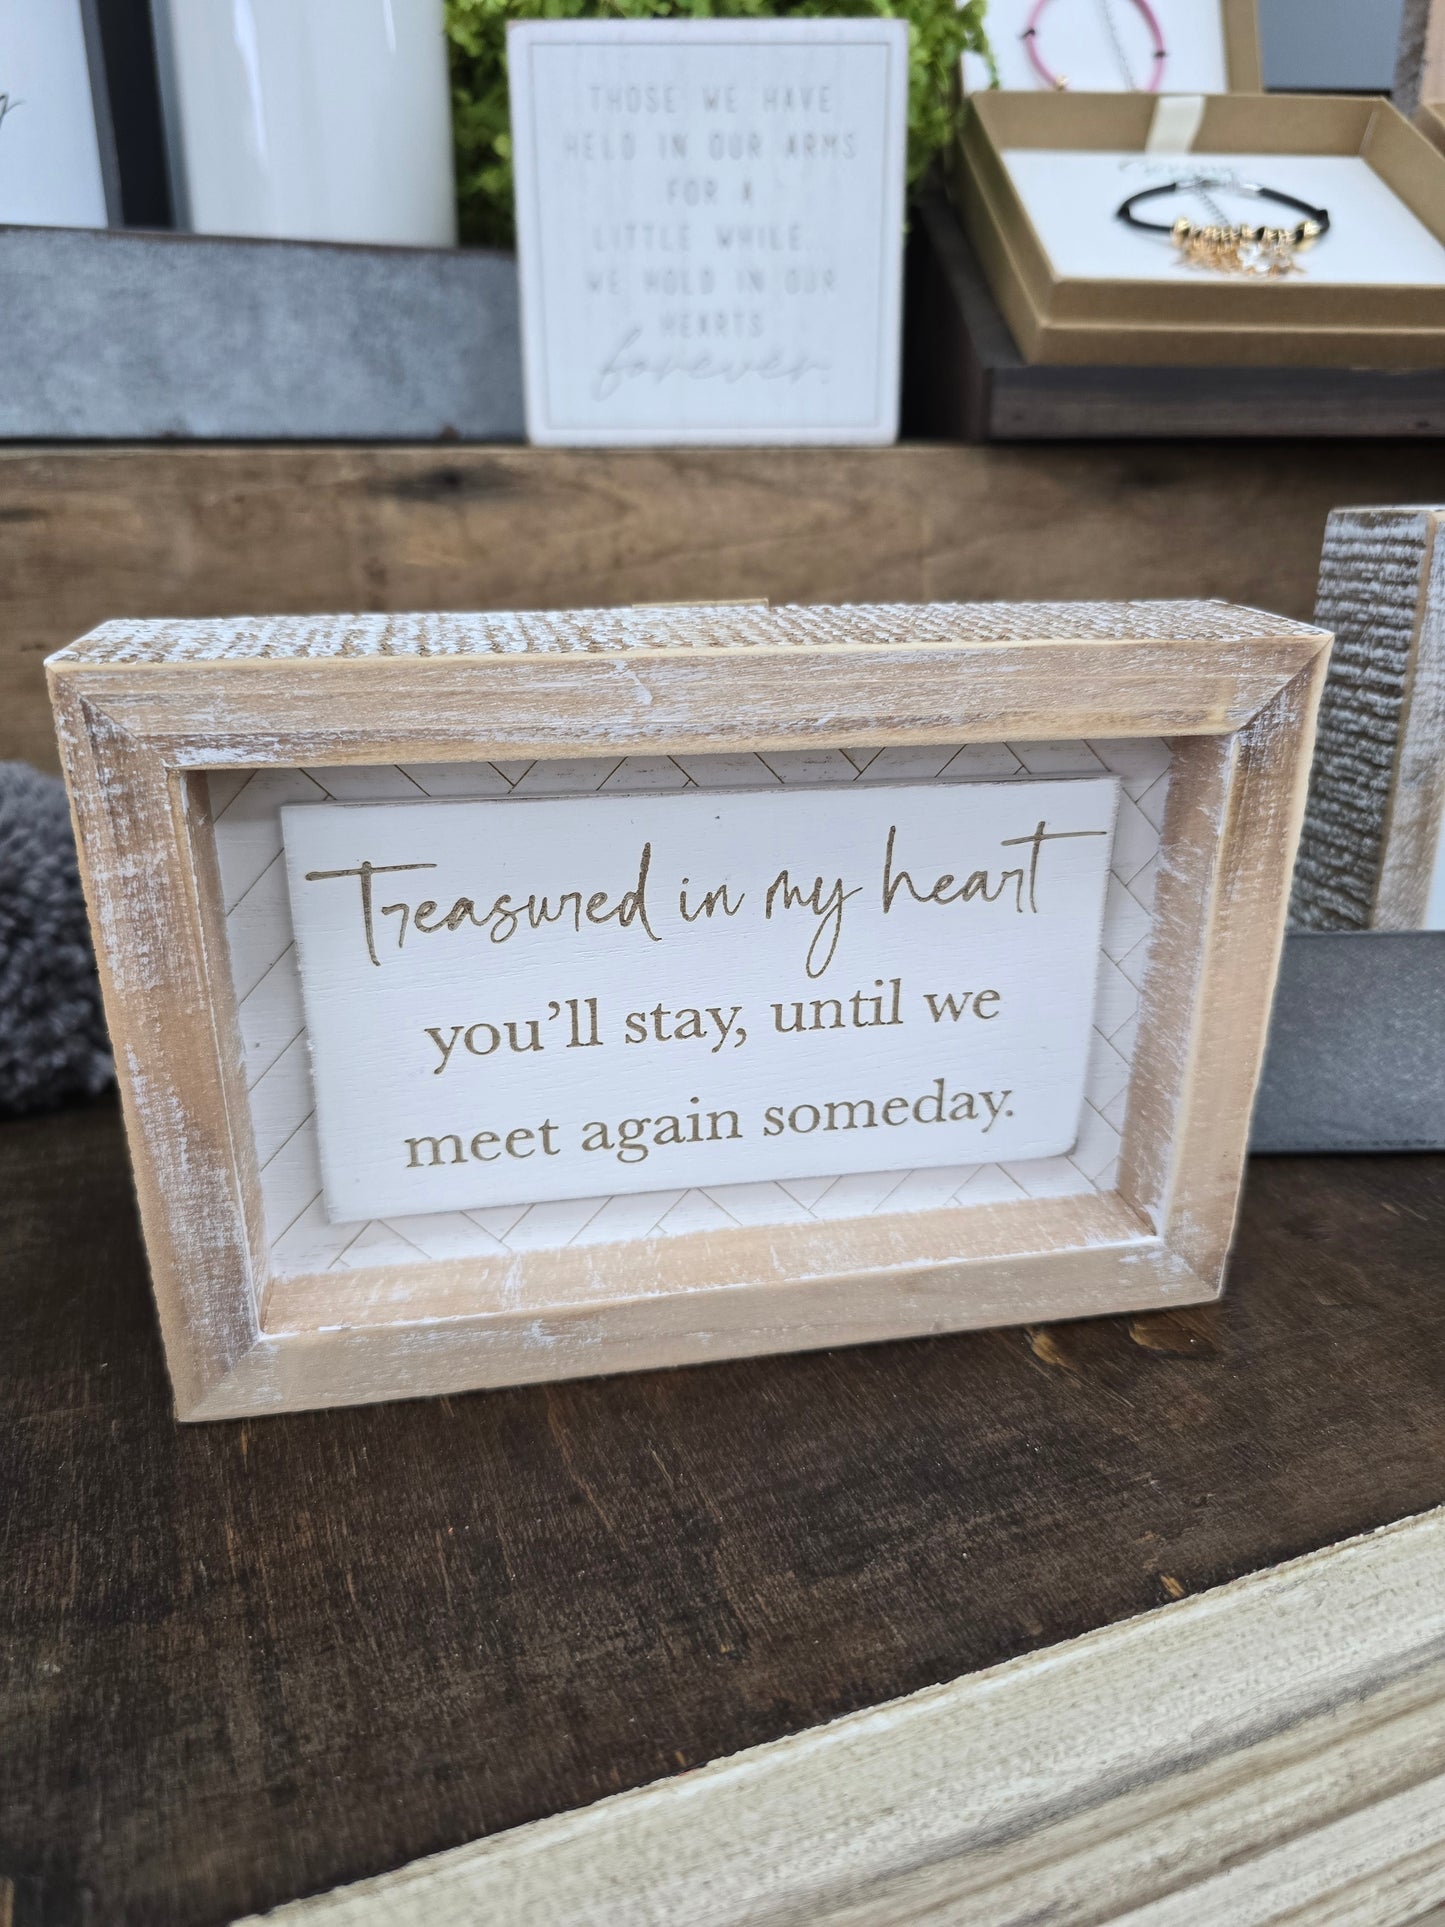 THOSE WE HAVE
HELD IN OUR ARMS
FOR A
LITTLE WHILE...
WE HOLD IN OUR
HEARTS
forever.
Treasured in my heart
you'll stay, until we
meet again someday.